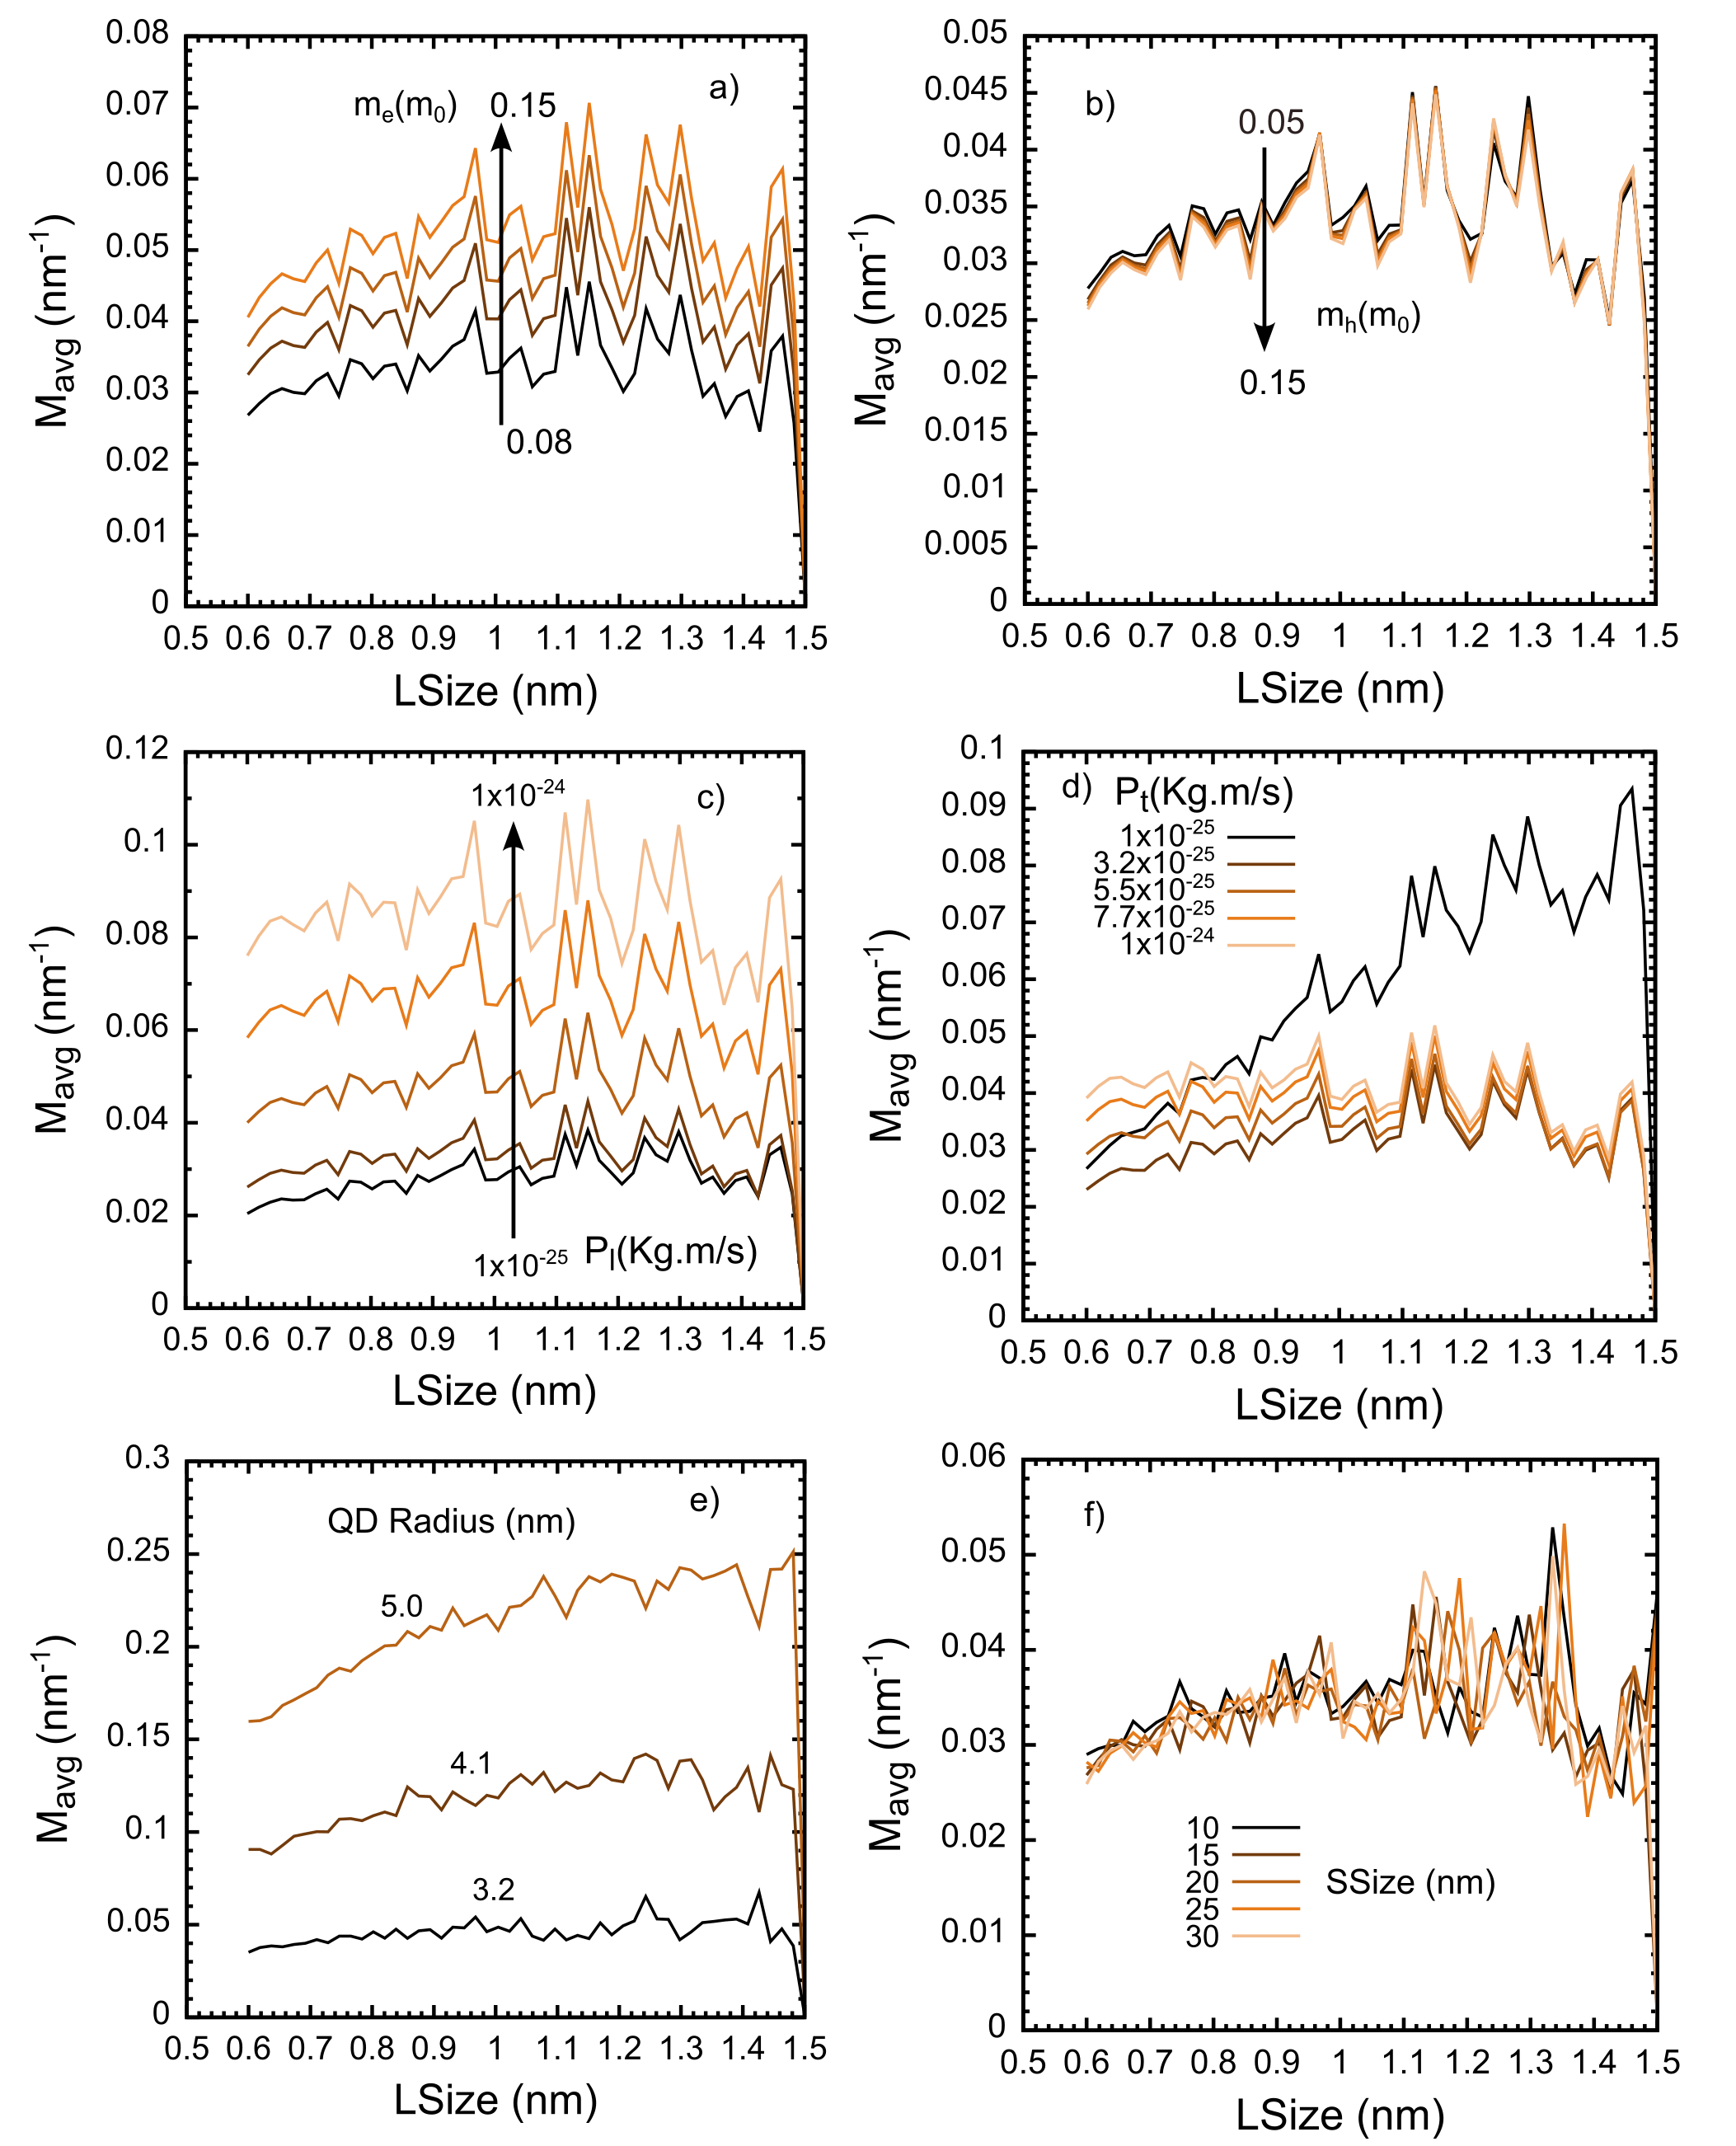 a)
0.08
0.07
0.06
0.05
0.04
0.03
0.02
0.01
0
mₑ(m₀) 0.15
0.08
M_avg (nm⁻¹)
0.5 0.6 0.7 0.8 0.9 1 1.1 1.2 1.3 1.4 1.5
LSize (nm)
b)
0.05
0.045
0.04
0.035
0.03
0.025
0.02
0.015
0.01
0.005
0
0.05
mₕ(m₀)
0.15
M_avg (nm⁻¹)
0.5 0.6 0.7 0.8 0.9 1 1.1 1.2 1.3 1.4 1.5
LSize (nm)
c)
0.12
0.1
0.08
0.06
0.04
0.02
0
1x10⁻²⁴
1x10⁻²⁵ Pₗ(Kg.m/s)
M_avg (nm⁻¹)
0.5 0.6 0.7 0.8 0.9 1 1.1 1.2 1.3 1.4 1.5
LSize (nm)
d) Pₜ(Kg.m/s)
1x10⁻²⁵
3.2x10⁻²⁵
5.5x10⁻²⁵
7.7x10⁻²⁵
1x10⁻²⁴
0.1
0.09
0.08
0.07
0.06
0.05
0.04
0.03
0.02
0.01
0
M_avg (nm⁻¹)
0.5 0.6 0.7 0.8 0.9 1 1.1 1.2 1.3 1.4 1.5
LSize (nm)
e)
0.3
0.25
0.2
0.15
0.1
0.05
0
QD Radius (nm)
5.0
4.1
3.2
M_avg (nm⁻¹)
0.5 0.6 0.7 0.8 0.9 1 1.1 1.2 1.3 1.4 1.5
LSize (nm)
f)
0.06
0.05
0.04
0.03
0.02
0.01
0
10
15
20 SSize (nm)
25
30
M_avg (nm⁻¹)
0.5 0.6 0.7 0.8 0.9 1 1.1 1.2 1.3 1.4 1.5
LSize (nm)